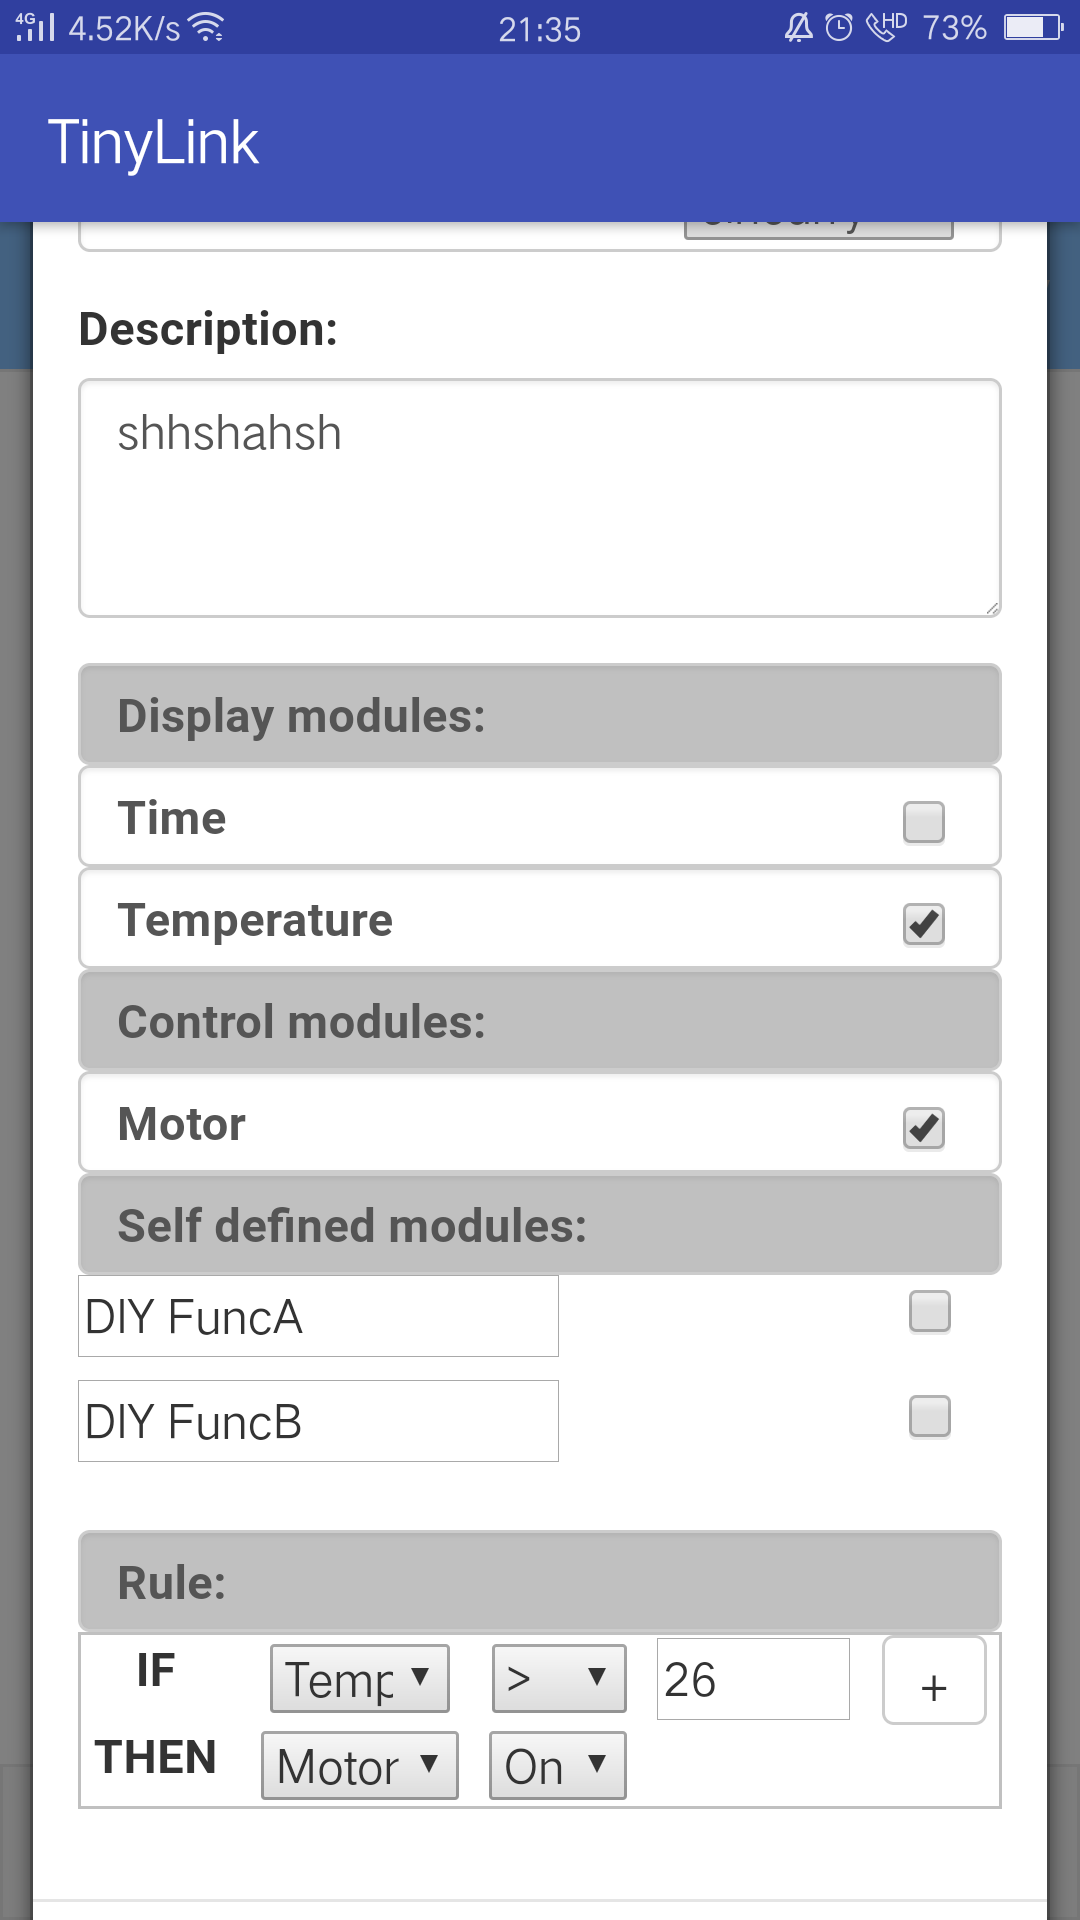 4G 4.52K/s 21:35 HD 73%
TinyLink
Description:
shhshahsh
Display modules:
Time
Temperature
Control modules:
Motor
Self defined modules:
DIY FuncA
DIY FuncB
Rule:
IF Temp > 26 +
THEN Motor On